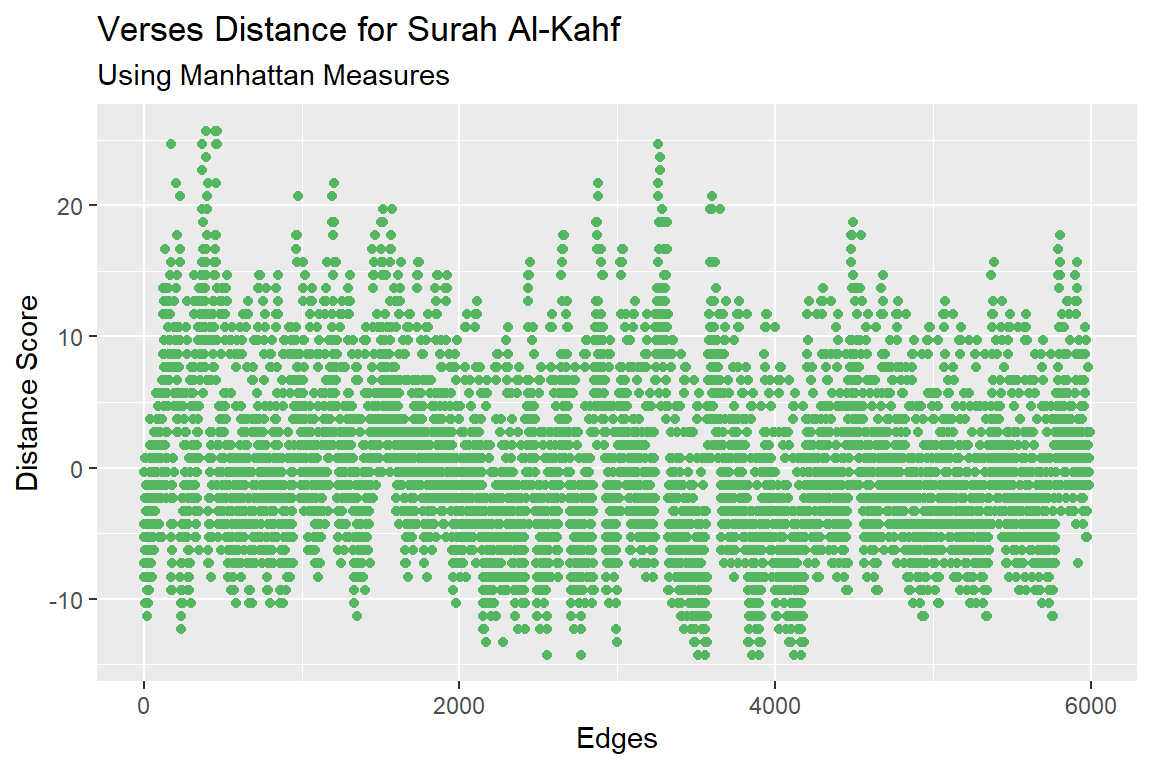 Verses Distance for Surah Al-Kahf
Using Manhattan Measures
Distance Score
20
10
0
-10
0 2000 4000 6000
Edges